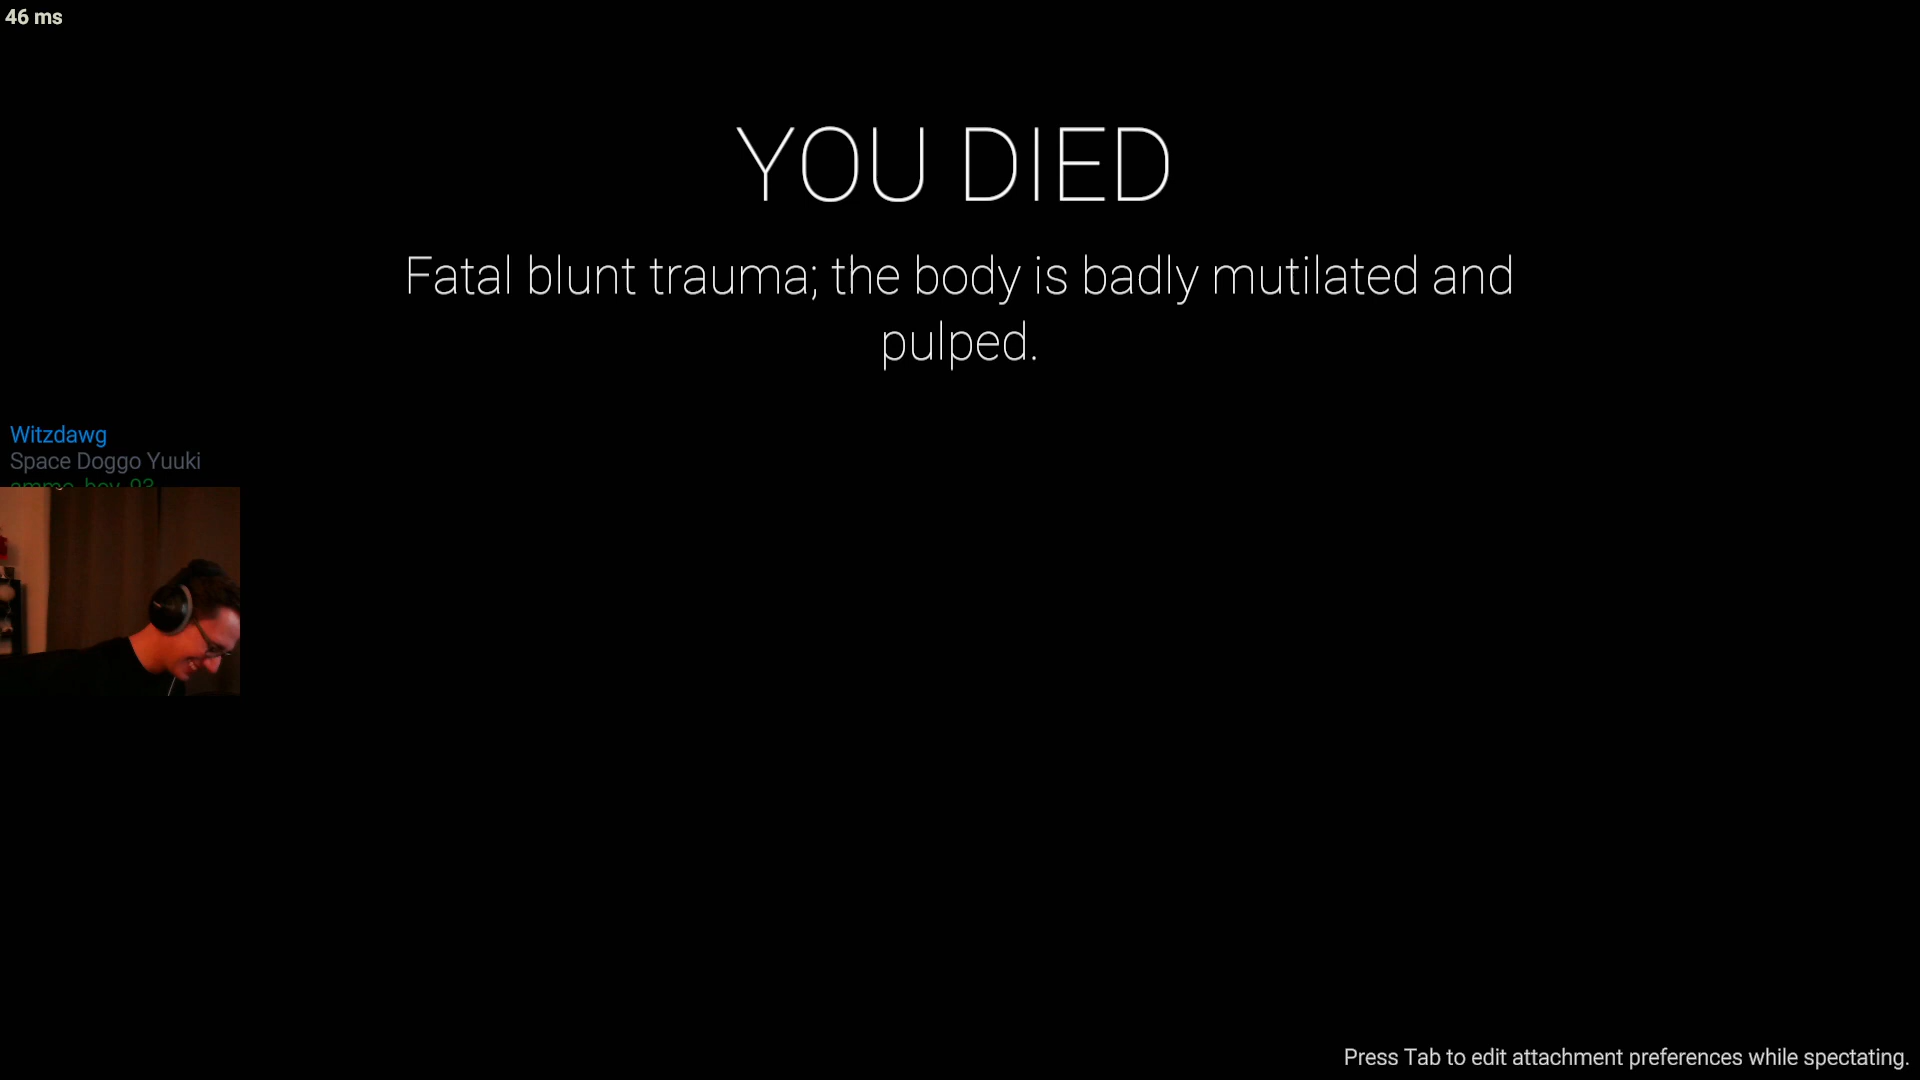 46 ms
YOU DIED
Fatal blunt trauma; the body is badly mutilated and
pulped.
Witzdawg
Space Doggo Yuuki
Press Tab to edit attachment preferences while spectating.